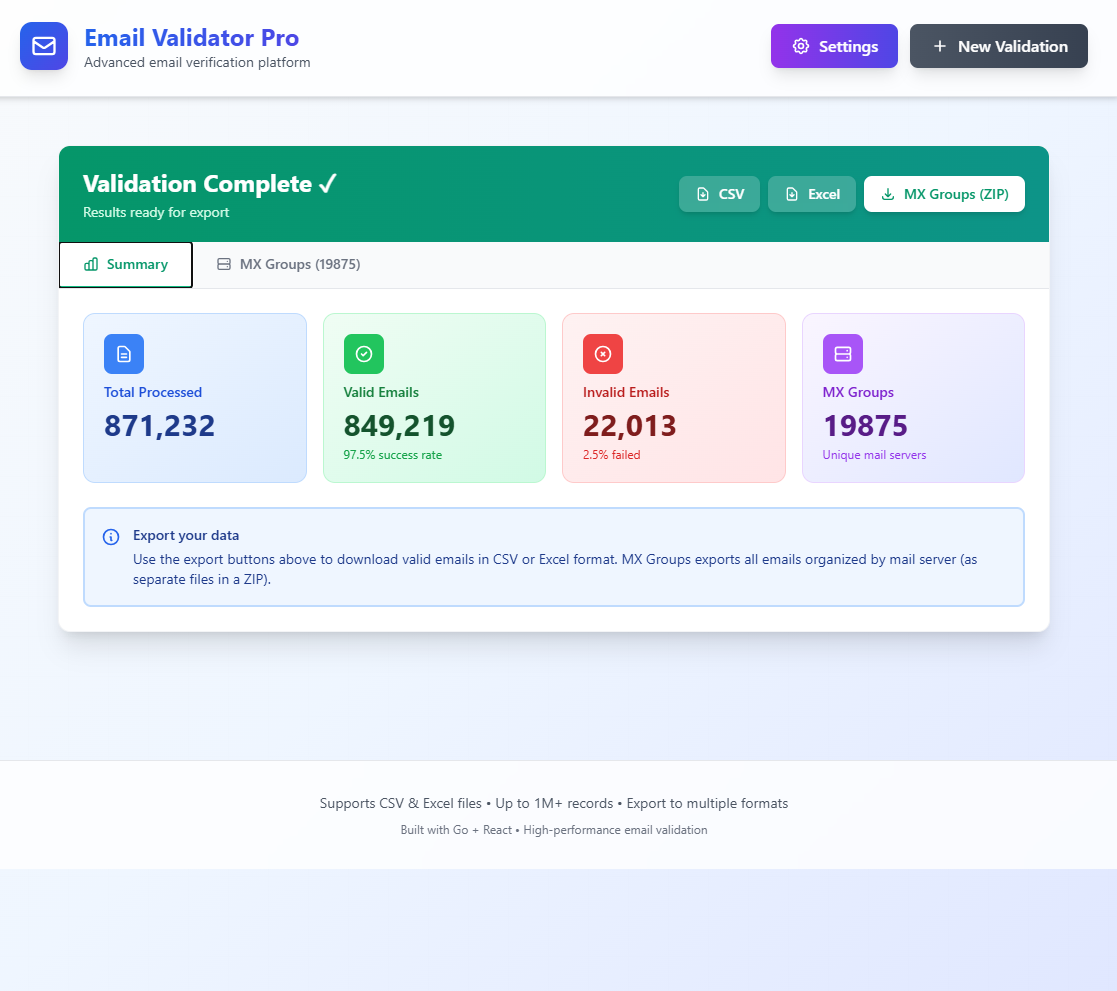 Email Validator Pro
Advanced email verification platform
Settings
New Validation
Validation Complete ✓
Results ready for export
CSV
Excel
MX Groups (ZIP)
Summary
MX Groups (19875)
Total Processed
871,232
Valid Emails
849,219
97.5% success rate
Invalid Emails
22,013
2.5% failed
MX Groups
19875
Unique mail servers
Export your data
Use the export buttons above to download valid emails in CSV or Excel format. MX Groups exports all emails organized by mail server (as
separate files in a ZIP).
Supports CSV & Excel files • Up to 1M+ records • Export to multiple formats
Built with Go + React • High-performance email validation